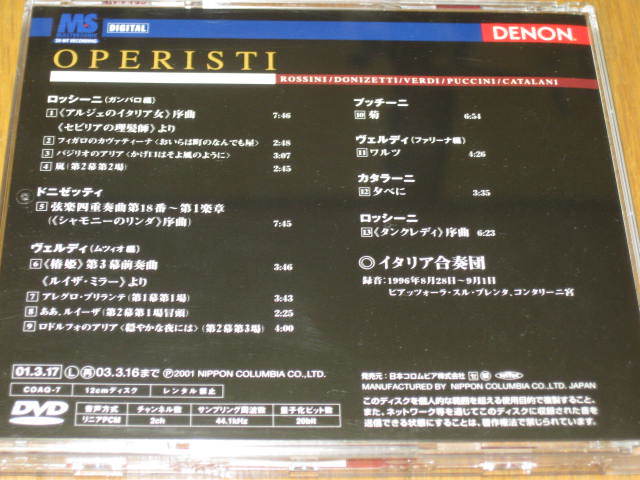 MS
DIGITAL
DENON
OPERISTI
ROSSINI/DONIZETTI/VERDI/PUCCINI/CATALANI
ロッシーニ(ガンバロ編)
1 《アルジェのイタリア女》序曲 7:46
《セビリアの理髪師》より
2 フィガロのカヴァティーナ〈おいらは町のなんでも屋〉 2:48
3 バジリオのアリア〈かげ口はそよ風のように〉 3:07
4 嵐(第2幕第2場) 2:45
ドニゼッティ
5 弦楽四重奏曲第18番~第1楽章
(《シャモニーのリンダ》序曲) 7:45
ヴェルディ(ムツィオ編)
6 《椿姫》第3幕前奏曲 3:46
《ルイザ・ミラー》より
7 アレグロ・ブリランテ(第1幕第1場) 3:43
8 ああ、ルイーザ(第2幕第1場冒頭) 2:25
9 ロドルフォのアリア〈穏やかな夜には〉(第2幕第3場) 4:00
プッチーニ
10 菊 6:54
ヴェルディ(ファリーナ編)
11 ワルツ 4:26
カタラーニ
12 夕べに 3:35
ロッシーニ
13 《タンクレディ》序曲 6:23
◎イタリア合奏団
録音:1996年8月28日~9月1日
ピアッツォーラ・スル・ブレンタ、コンタリーニ宮
01.3.17 Ⓛ 再 03.3.16まで Ⓟ2001 NIPPON COLUMBIA CO.,LTD.
COAQ-7 12cmディスク レンタル禁止
DVD
音声方式 チャンネル数 サンプリング周波数 量子化ビット数
リニアPCM 2ch 44.1kHz 20bit
発売元:日本コロムビア株式会社
MANUFACTURED BY NIPPON COLUMBIA CO.,LTD. JAPAN
このディスクを個人的な範囲を超える使用目的で複製すること、
また、ネットワーク等を通じてこのディスクに収録された音を
送信できる状態にすることは、著作権法で禁じられています。